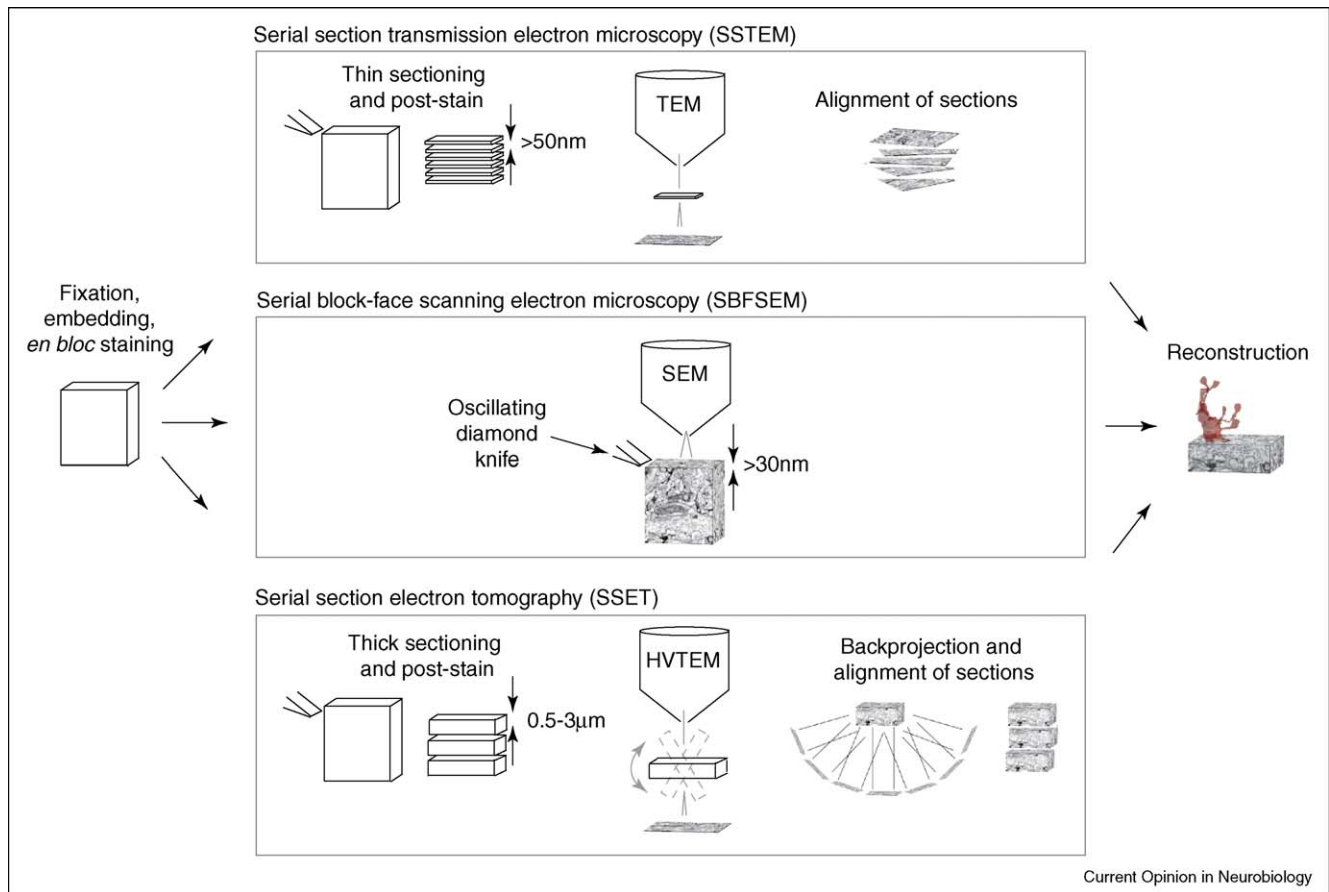 Serial section transmission electron microscopy (SSTEM)
Thin sectioning
and post-stain
>50nm
TEM
Alignment of sections
Fixation,
embedding,
en bloc staining
Serial block-face scanning electron microscopy (SBFSEM)
SEM
Oscillating
diamond
knife
>30nm
Reconstruction
Serial section electron tomography (SSET)
Thick sectioning
and post-stain
0.5-3μm
HVTEM
Backprojection and
alignment of sections
Current Opinion in Neurobiology